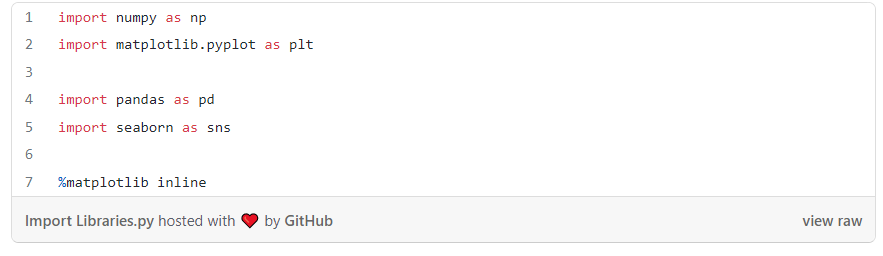 1 import numpy as np
2 import matplotlib.pyplot as plt
3
4 import pandas as pd
5 import seaborn as sns
6
7 %matplotlib inline
Import Libraries.py hosted with ❤ by GitHub view raw